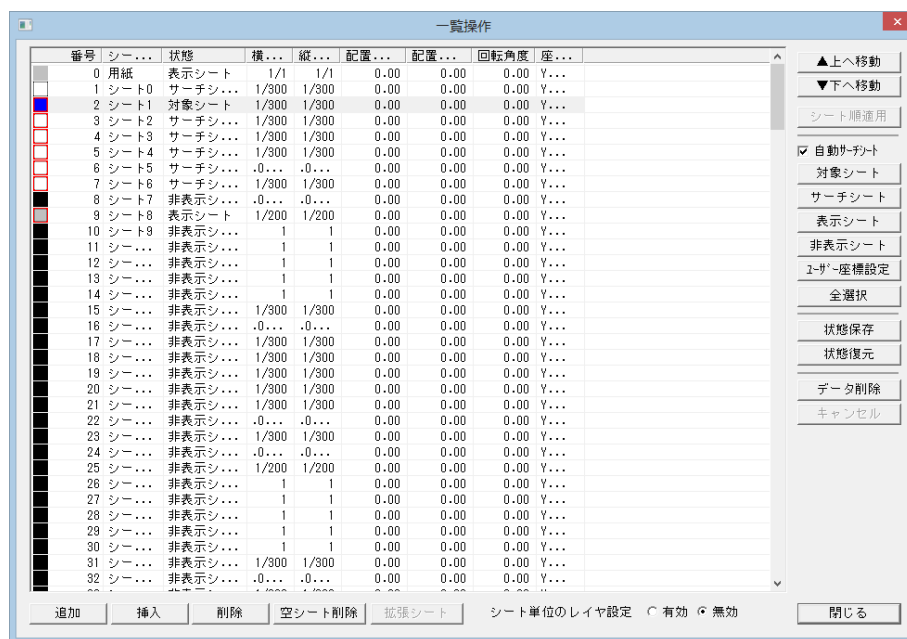 一覧操作
番号 シー... 状態 横... 縦... 配置... 配置... 回転角度 座...
0 用紙 表示シート 1/1 1/1 0.00 0.00 0.00 Y...
1 シート0 サーチシ... 1/300 1/300 0.00 0.00 0.00 Y...
2 シート1 対象シート 1/300 1/300 0.00 0.00 0.00 Y...
3 シート2 サーチシ... 1/300 1/300 0.00 0.00 0.00 Y...
4 シート3 サーチシ... 1/300 1/300 0.00 0.00 0.00 Y...
5 シート4 サーチシ... 1/300 1/300 0.00 0.00 0.00 Y...
6 シート5 サーチシ... .0... .0... 0.00 0.00 0.00 Y...
7 シート6 サーチシ... 1/300 1/300 0.00 0.00 0.00 Y...
8 シート7 非表示シ... .0... .0... 0.00 0.00 0.00 Y...
9 シート8 表示シート 1/200 1/200 0.00 0.00 0.00 Y...
10 シート9 非表示シ... 1 1 0.00 0.00 0.00 Y...
11 シー... 非表示シ... 1 1 0.00 0.00 0.00 Y...
12 シー... 非表示シ... 1 1 0.00 0.00 0.00 Y...
13 シー... 非表示シ... 1 1 0.00 0.00 0.00 Y...
14 シー... 非表示シ... 1 1 0.00 0.00 0.00 Y...
15 シー... 非表示シ... 1/300 1/300 0.00 0.00 0.00 Y...
16 シー... 非表示シ... .0... .0... 0.00 0.00 0.00 Y...
17 シー... 非表示シ... 1/300 1/300 0.00 0.00 0.00 Y...
18 シー... 非表示シ... 1/300 1/300 0.00 0.00 0.00 Y...
19 シー... 非表示シ... 1/300 1/300 0.00 0.00 0.00 Y...
20 シー... 非表示シ... 1/300 1/300 0.00 0.00 0.00 Y...
21 シー... 非表示シ... 1/300 1/300 0.00 0.00 0.00 Y...
22 シー... 非表示シ... .0... .0... 0.00 0.00 0.00 Y...
23 シー... 非表示シ... 1/300 1/300 0.00 0.00 0.00 Y...
24 シー... 非表示シ... .0... .0... 0.00 0.00 0.00 Y...
25 シー... 非表示シ... 1/200 1/200 0.00 0.00 0.00 Y...
26 シー... 非表示シ... 1 1 0.00 0.00 0.00 Y...
27 シー... 非表示シ... 1 1 0.00 0.00 0.00 Y...
28 シー... 非表示シ... 1 1 0.00 0.00 0.00 Y...
29 シー... 非表示シ... 1 1 0.00 0.00 0.00 Y...
30 シー... 非表示シ... 1 1 0.00 0.00 0.00 Y...
31 シー... 非表示シ... 1/300 1/300 0.00 0.00 0.00 Y...
32 シー... 非表示シ... .0... .0... 0.00 0.00 0.00 Y...
▲上へ移動
▼下へ移動
シート順適用
自動サーチシート
対象シート
サーチシート
表示シート
非表示シート
ユーザー座標設定
全選択
状態保存
状態復元
データ削除
キャンセル
追加 挿入 削除 空シート削除 拡張シート シート単位のレイヤ設定 有効 無効 閉じる